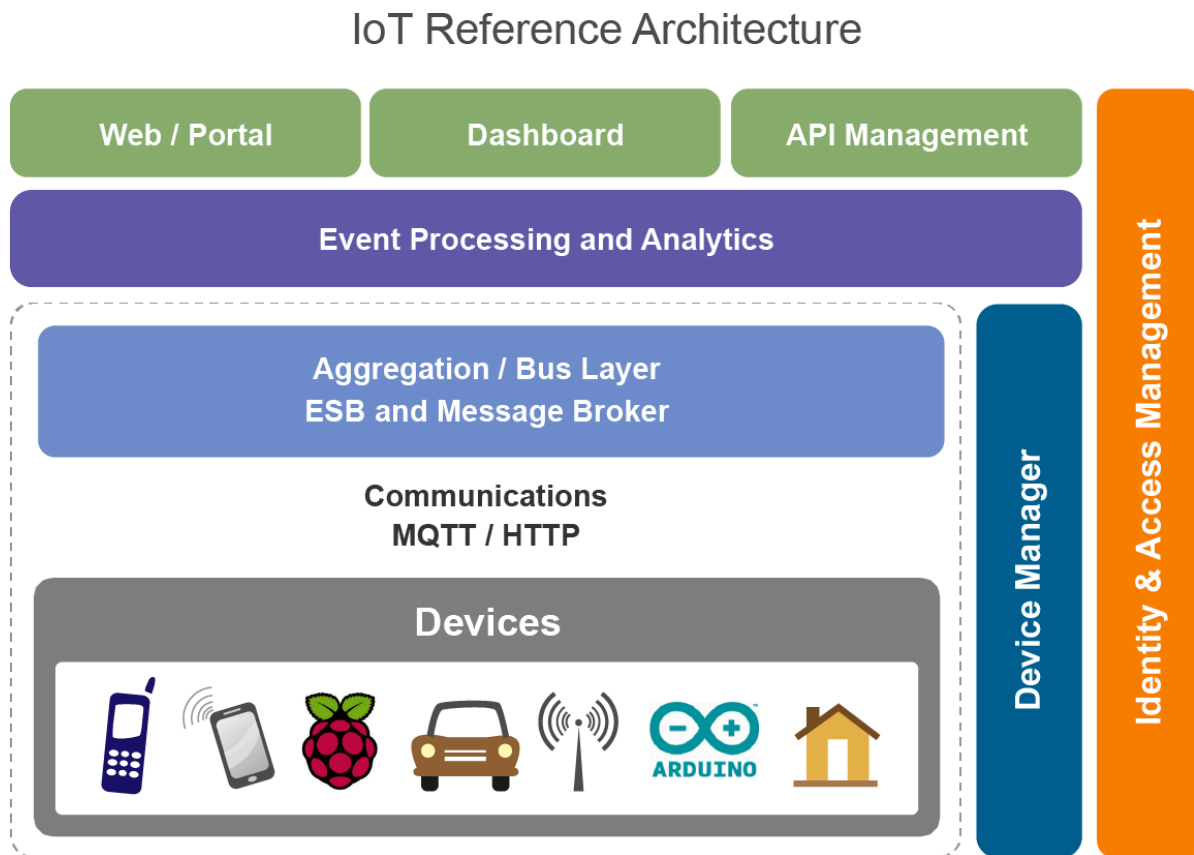 IoT Reference Architecture
Web / Portal
Dashboard
API Management
Event Processing and Analytics
Aggregation / Bus Layer
ESB and Message Broker
Communications
MQTT / HTTP
Devices
ARDUINO
Device Manager
Identity & Access Management